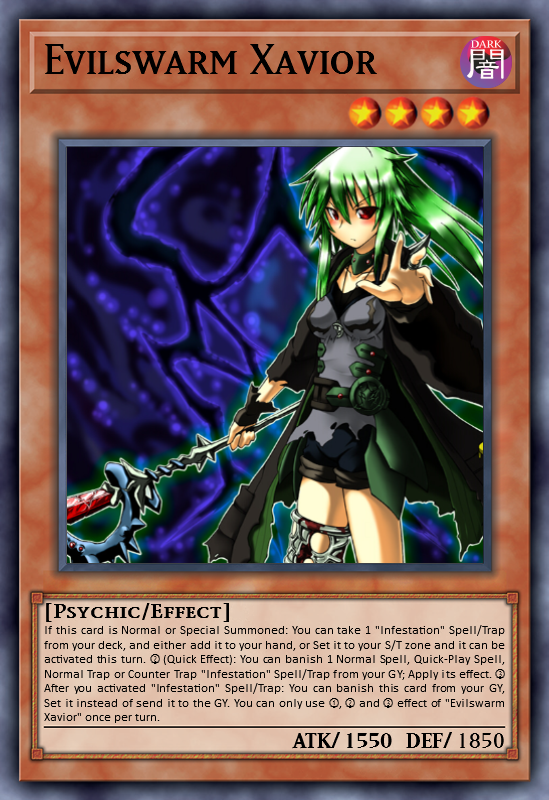 Evilswarm Xavior
DARK
闇
[Psychic/Effect]
If this card is Normal or Special Summoned: You can take 1 "Infestation" Spell/Trap
from your deck, and either add it to your hand, or Set it to your S/T zone and it can be
activated this turn. ② (Quick Effect): You can banish 1 Normal Spell, Quick-Play Spell,
Normal Trap or Counter Trap "Infestation" Spell/Trap from your GY; Apply its effect. ③
After you activated "Infestation" Spell/Trap: You can banish this card from your GY,
Set it instead of send it to the GY. You can only use ①, ② and ③ effect of "Evilswarm
Xavior" once per turn.
ATK/ 1550 DEF/ 1850